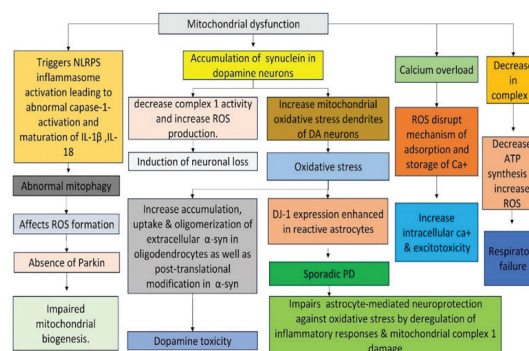 Mitochondrial dysfunction
Triggers NLRPS
inflammasome
activation leading to
abnormal capase-1-
activation and
maturation of IL-1β ,IL-
18
Abnormal mitophagy
Affects ROS formation
Absence of Parkin
Impaired
mitochondrial
biogenesis.
Accumulation of synuclein in
dopamine neurons
decrease complex 1 activity
and increase ROS
production.
Induction of neuronal loss
Increase mitochondrial
oxidative stress dendrites of
DA neurons
Oxidative stress
Increase accumulation,
uptake & oligomerization of
extracellular α-syn in
oligodendrocytes as well as
post-translational
modification in α-syn
Dopamine toxicity
DJ-1 expression enhanced
in reactive astrocytes
Sporadic PD
Impairs astrocyte-mediated neuroprotection
against oxidative stress by deregulation of
inflammatory responses & mitochondrial complex 1
damage
Calcium overload
ROS disrupt
mechanism of
adsorption and
storage of Ca+
Increase
intracellular ca+
& excitotoxicity
Decrease
in
complex
Decrease
ATP
synthesis
increase
ROS
failure